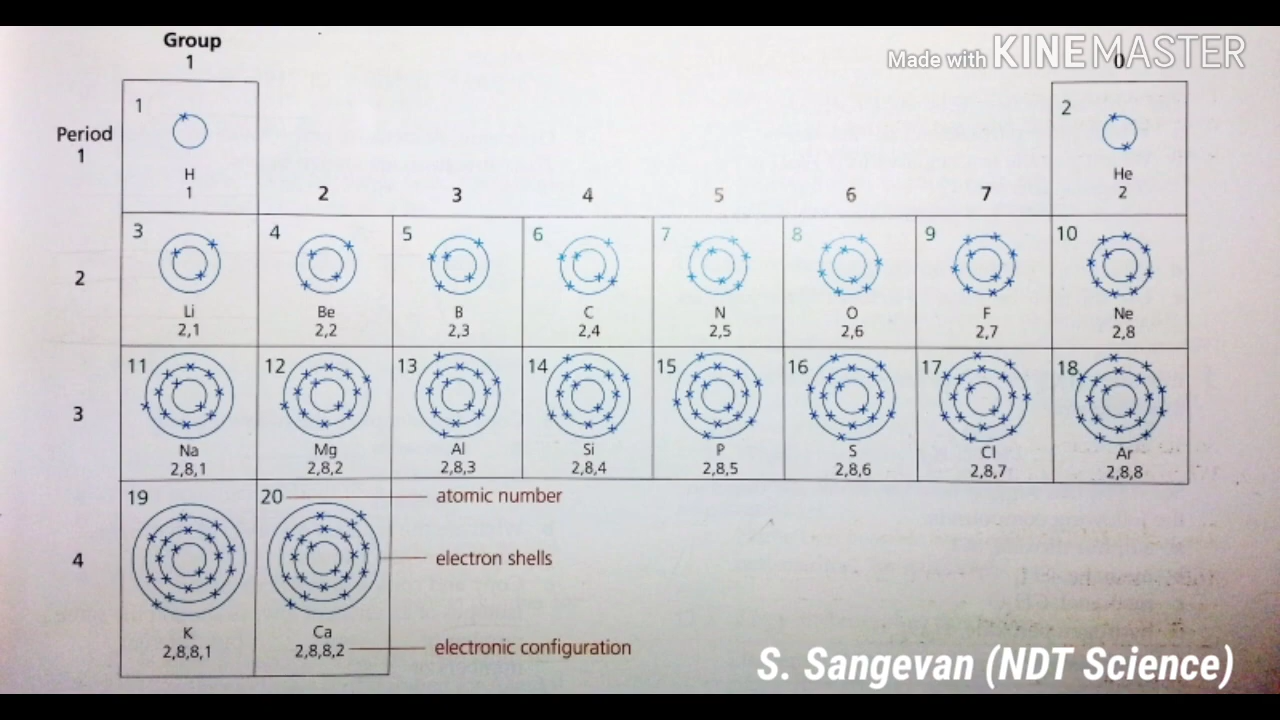 Group
1
0
Made with KINEMASTER
Period
1
1
H
1
2
He
2
2
3
4
5
6
7
2
3
Li
2,1
4
Be
2,2
5
B
2,3
6
C
2,4
7
N
2,5
8
O
2,6
9
F
2,7
10
Ne
2,8
3
11
Na
2,8,1
12
Mg
2,8,2
13
Al
2,8,3
14
Si
2,8,4
15
P
2,8,5
16
S
2,8,6
17
Cl
2,8,7
18
Ar
2,8,8
4
19
K
2,8,8,1
20
Ca
2,8,8,2
atomic number
electron shells
electronic configuration
S. Sangevan (NDT Science)